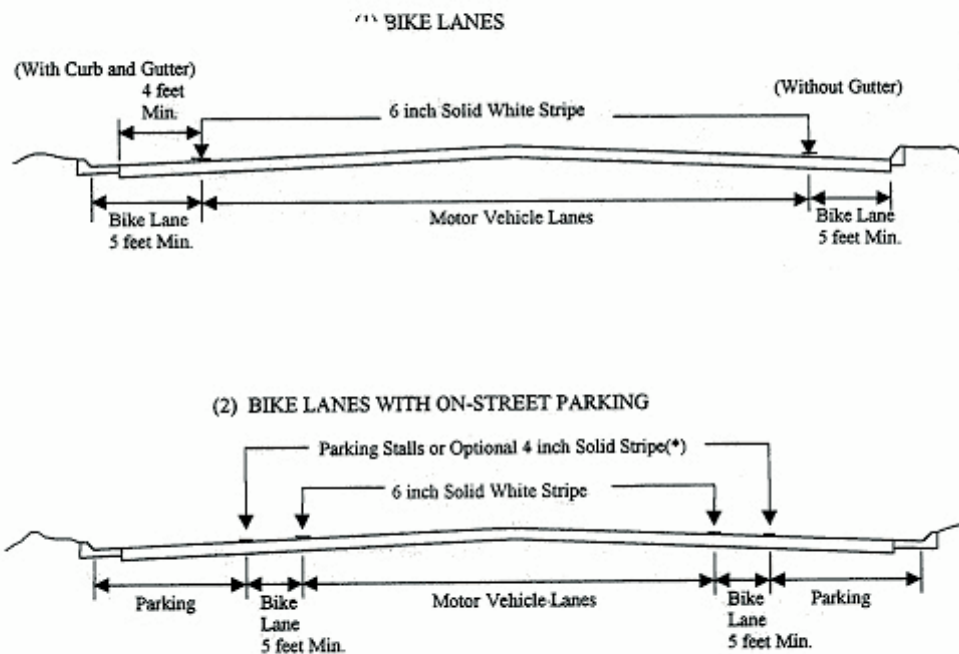 (1) BIKE LANES
(With Curb and Gutter)
4 feet
Min.
6 inch Solid White Stripe
(Without Gutter)
Bike Lane
5 feet Min.
Motor Vehicle Lanes
Bike Lane
5 feet Min.
(2) BIKE LANES WITH ON-STREET PARKING
Parking Stalls or Optional 4 inch Solid Stripe(*)
6 inch Solid White Stripe
Parking
Bike
Lane
5 feet Min.
Motor Vehicle Lanes
Bike
Lane
5 feet Min.
Parking